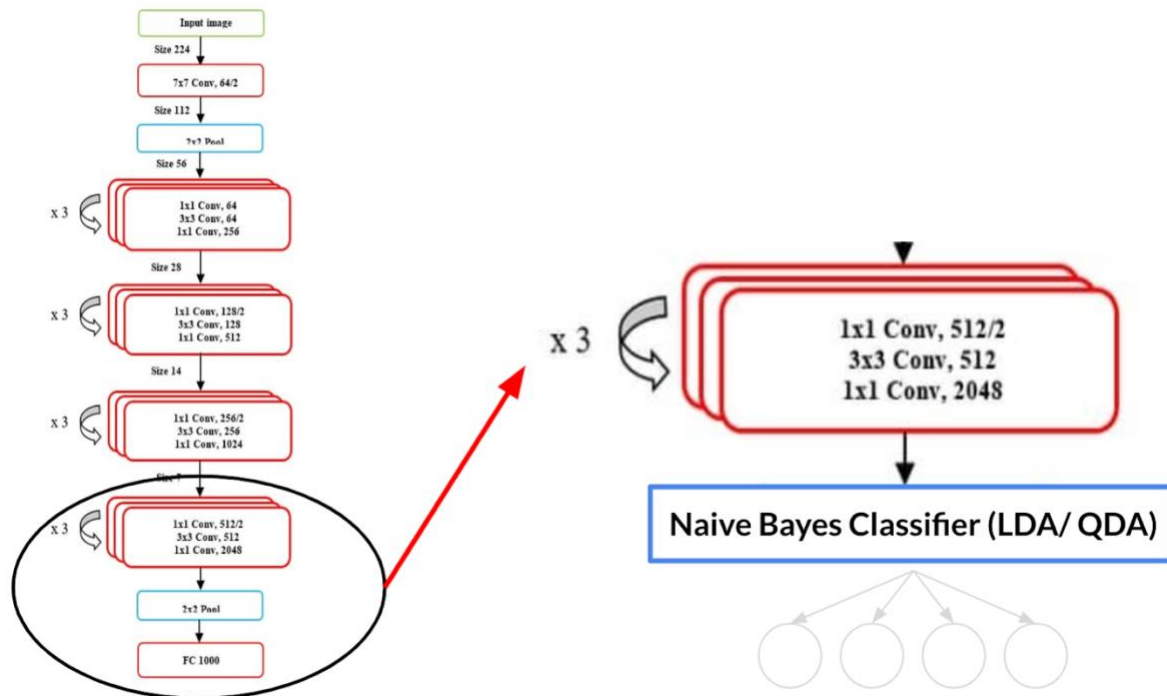 Input image
Size 224
7x7 Conv, 64/2
Size 112
2x2 Pool
Size 56
x 3
1x1 Conv, 64
3x3 Conv, 64
1x1 Conv, 256
Size 28
x 3
1x1 Conv, 128/2
3x3 Conv, 128
1x1 Conv, 512
Size 14
x 3
1x1 Conv, 256/2
3x3 Conv, 256
1x1 Conv, 1024
Size 7
x 3
1x1 Conv, 512/2
3x3 Conv, 512
1x1 Conv, 2048
2x2 Pool
FC 1000
x 3
1x1 Conv, 512/2
3x3 Conv, 512
1x1 Conv, 2048
Naive Bayes Classifier (LDA/ QDA)